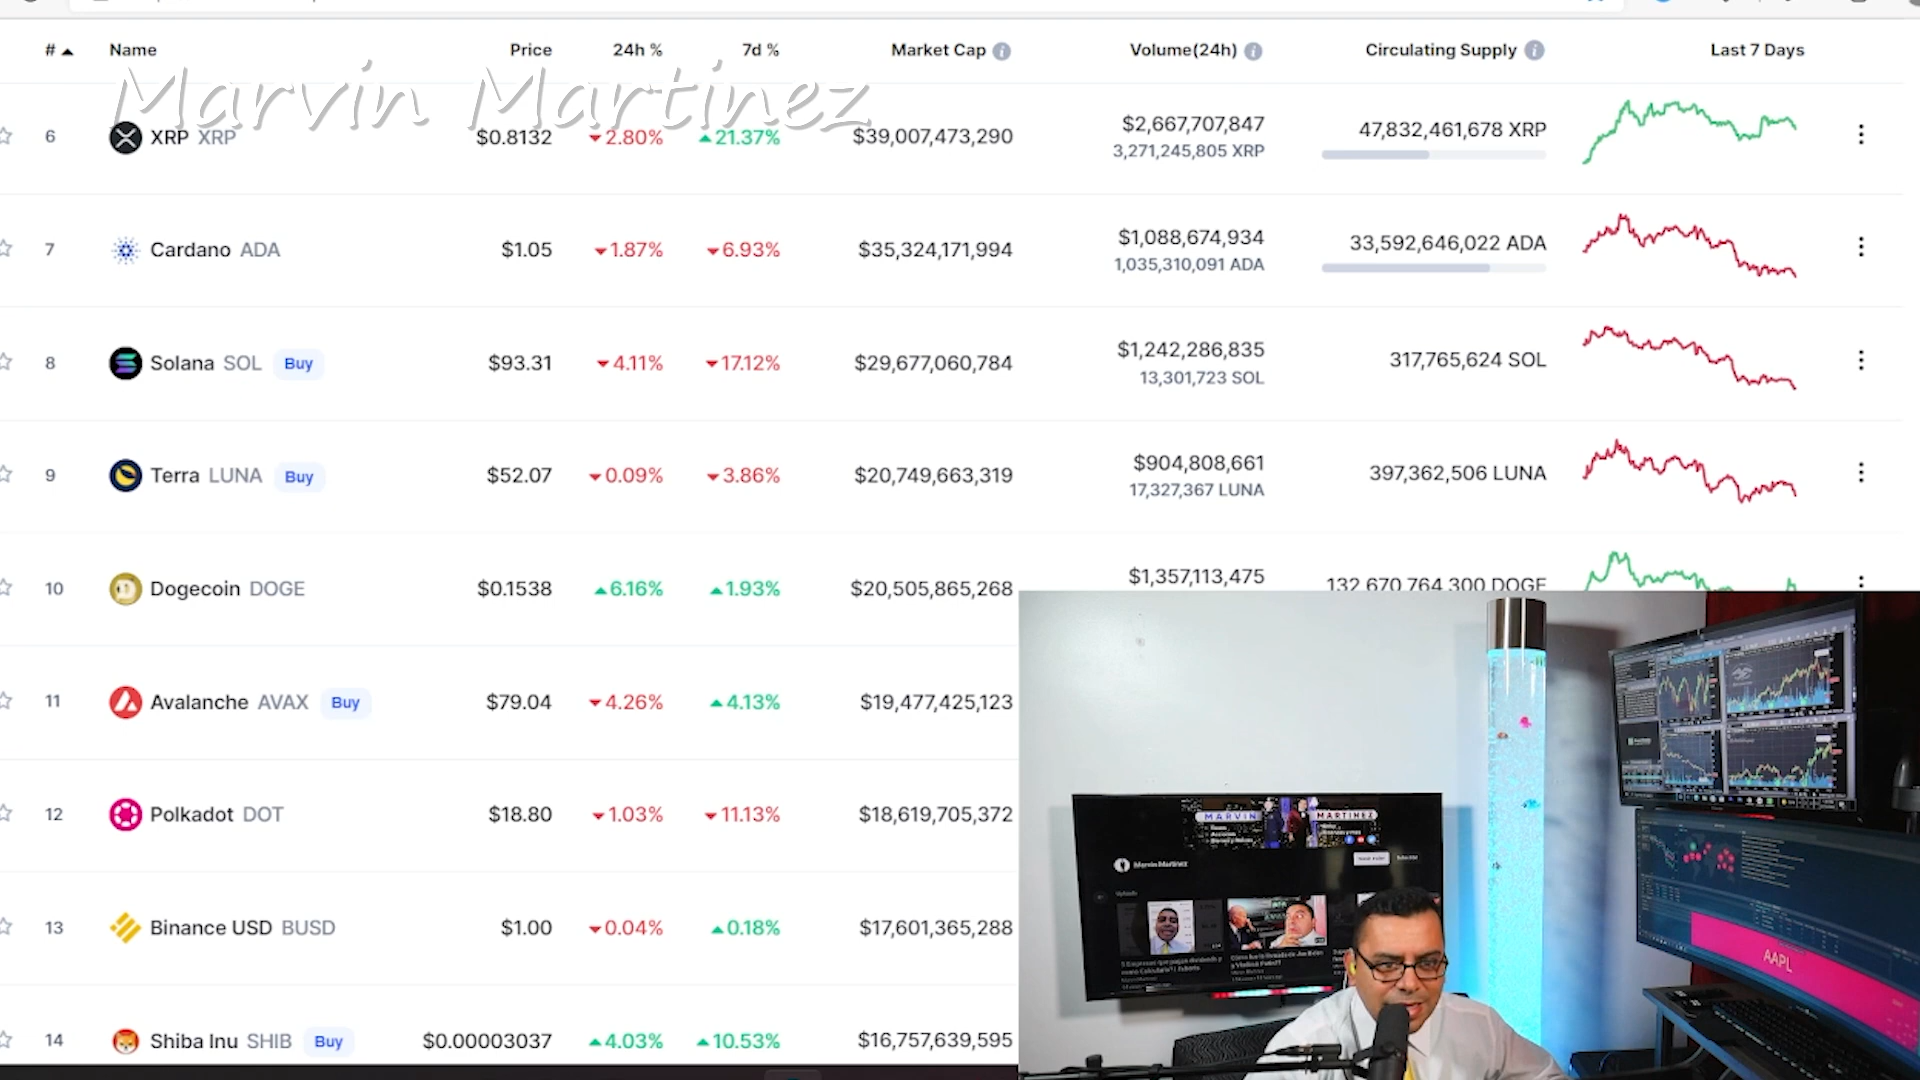 # Name Price 24h % 7d % Market Cap Volume(24h) Circulating Supply Last 7 Days
Marvin Martinez
6 XRP XRP $0.8132 2.80% 21.37% $39,007,473,290 $2,667,707,847 47,832,461,678 XRP
3,271,245,805 XRP
7 Cardano ADA $1.05 1.87% 6.93% $35,324,171,994 $1,088,674,934 33,592,646,022 ADA
1,035,310,091 ADA
8 Solana SOL Buy $93.31 4.11% 17.12% $29,677,060,784 $1,242,286,835 317,765,624 SOL
13,301,723 SOL
9 Terra LUNA Buy $52.07 0.09% 3.86% $20,749,663,319 $904,808,661 397,362,506 LUNA
17,327,367 LUNA
10 Dogecoin DOGE $0.1538 6.16% 1.93% $20,505,865,268 $1,357,113,475 132,670,764,300 DOGE
11 Avalanche AVAX Buy $79.04 4.26% 4.13% $19,477,425,123
12 Polkadot DOT $18.80 1.03% 11.13% $18,619,705,372
13 Binance USD BUSD $1.00 0.04% 0.18% $17,601,365,288
14 Shiba Inu SHIB Buy $0.00003037 4.03% 10.53% $16,757,639,595
MARVIN MARTINEZ
Marvin Martinez
AAPL